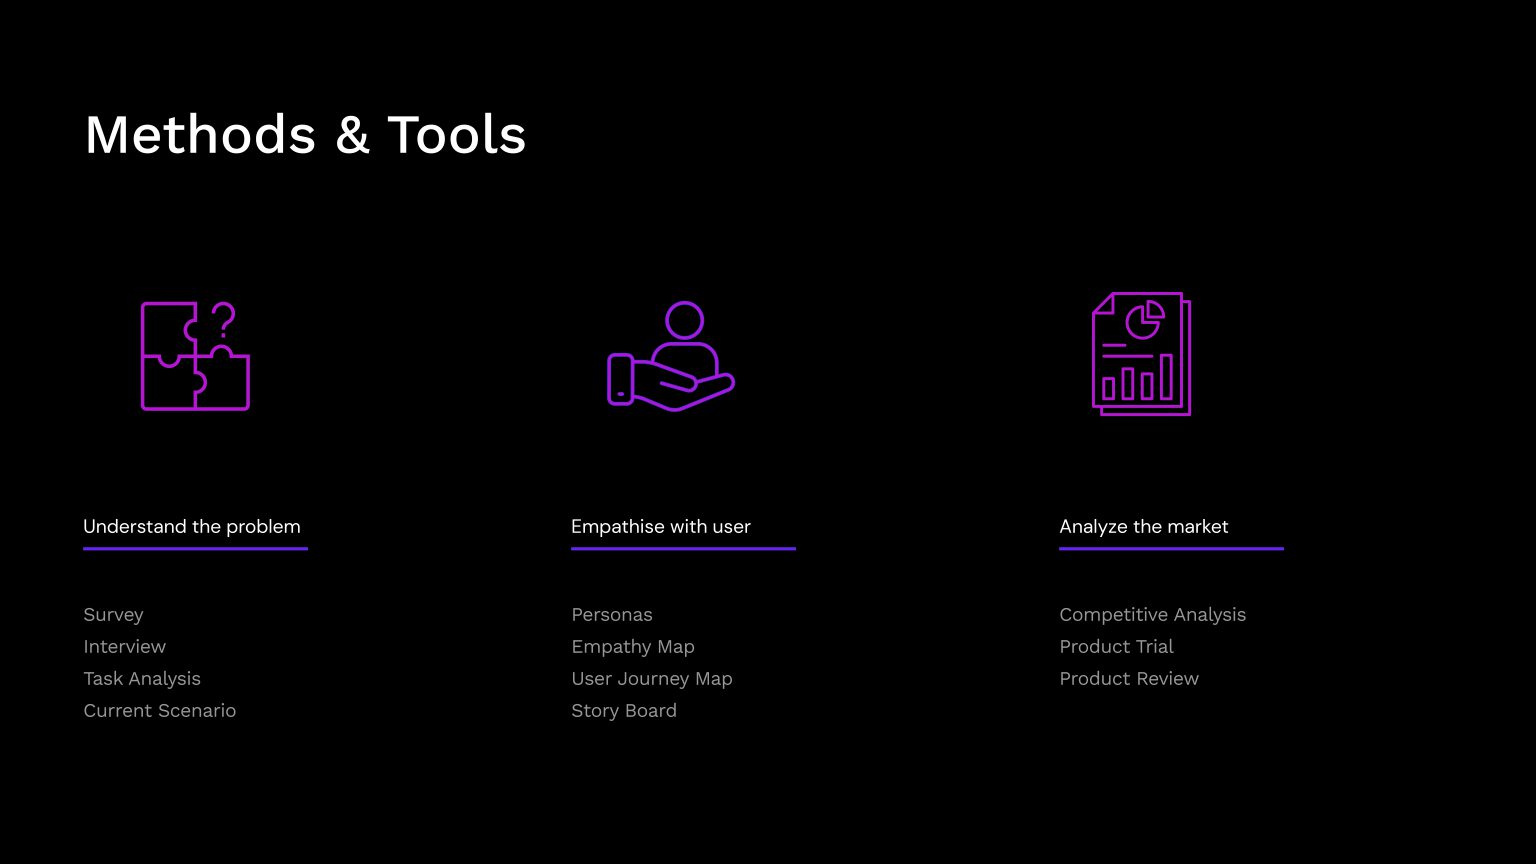 Methods & Tools
?
Understand the problem
Survey
Interview
Task Analysis
Current Scenario
Empathise with user
Personas
Empathy Map
User Journey Map
Story Board
Analyze the market
Competitive Analysis
Product Trial
Product Review